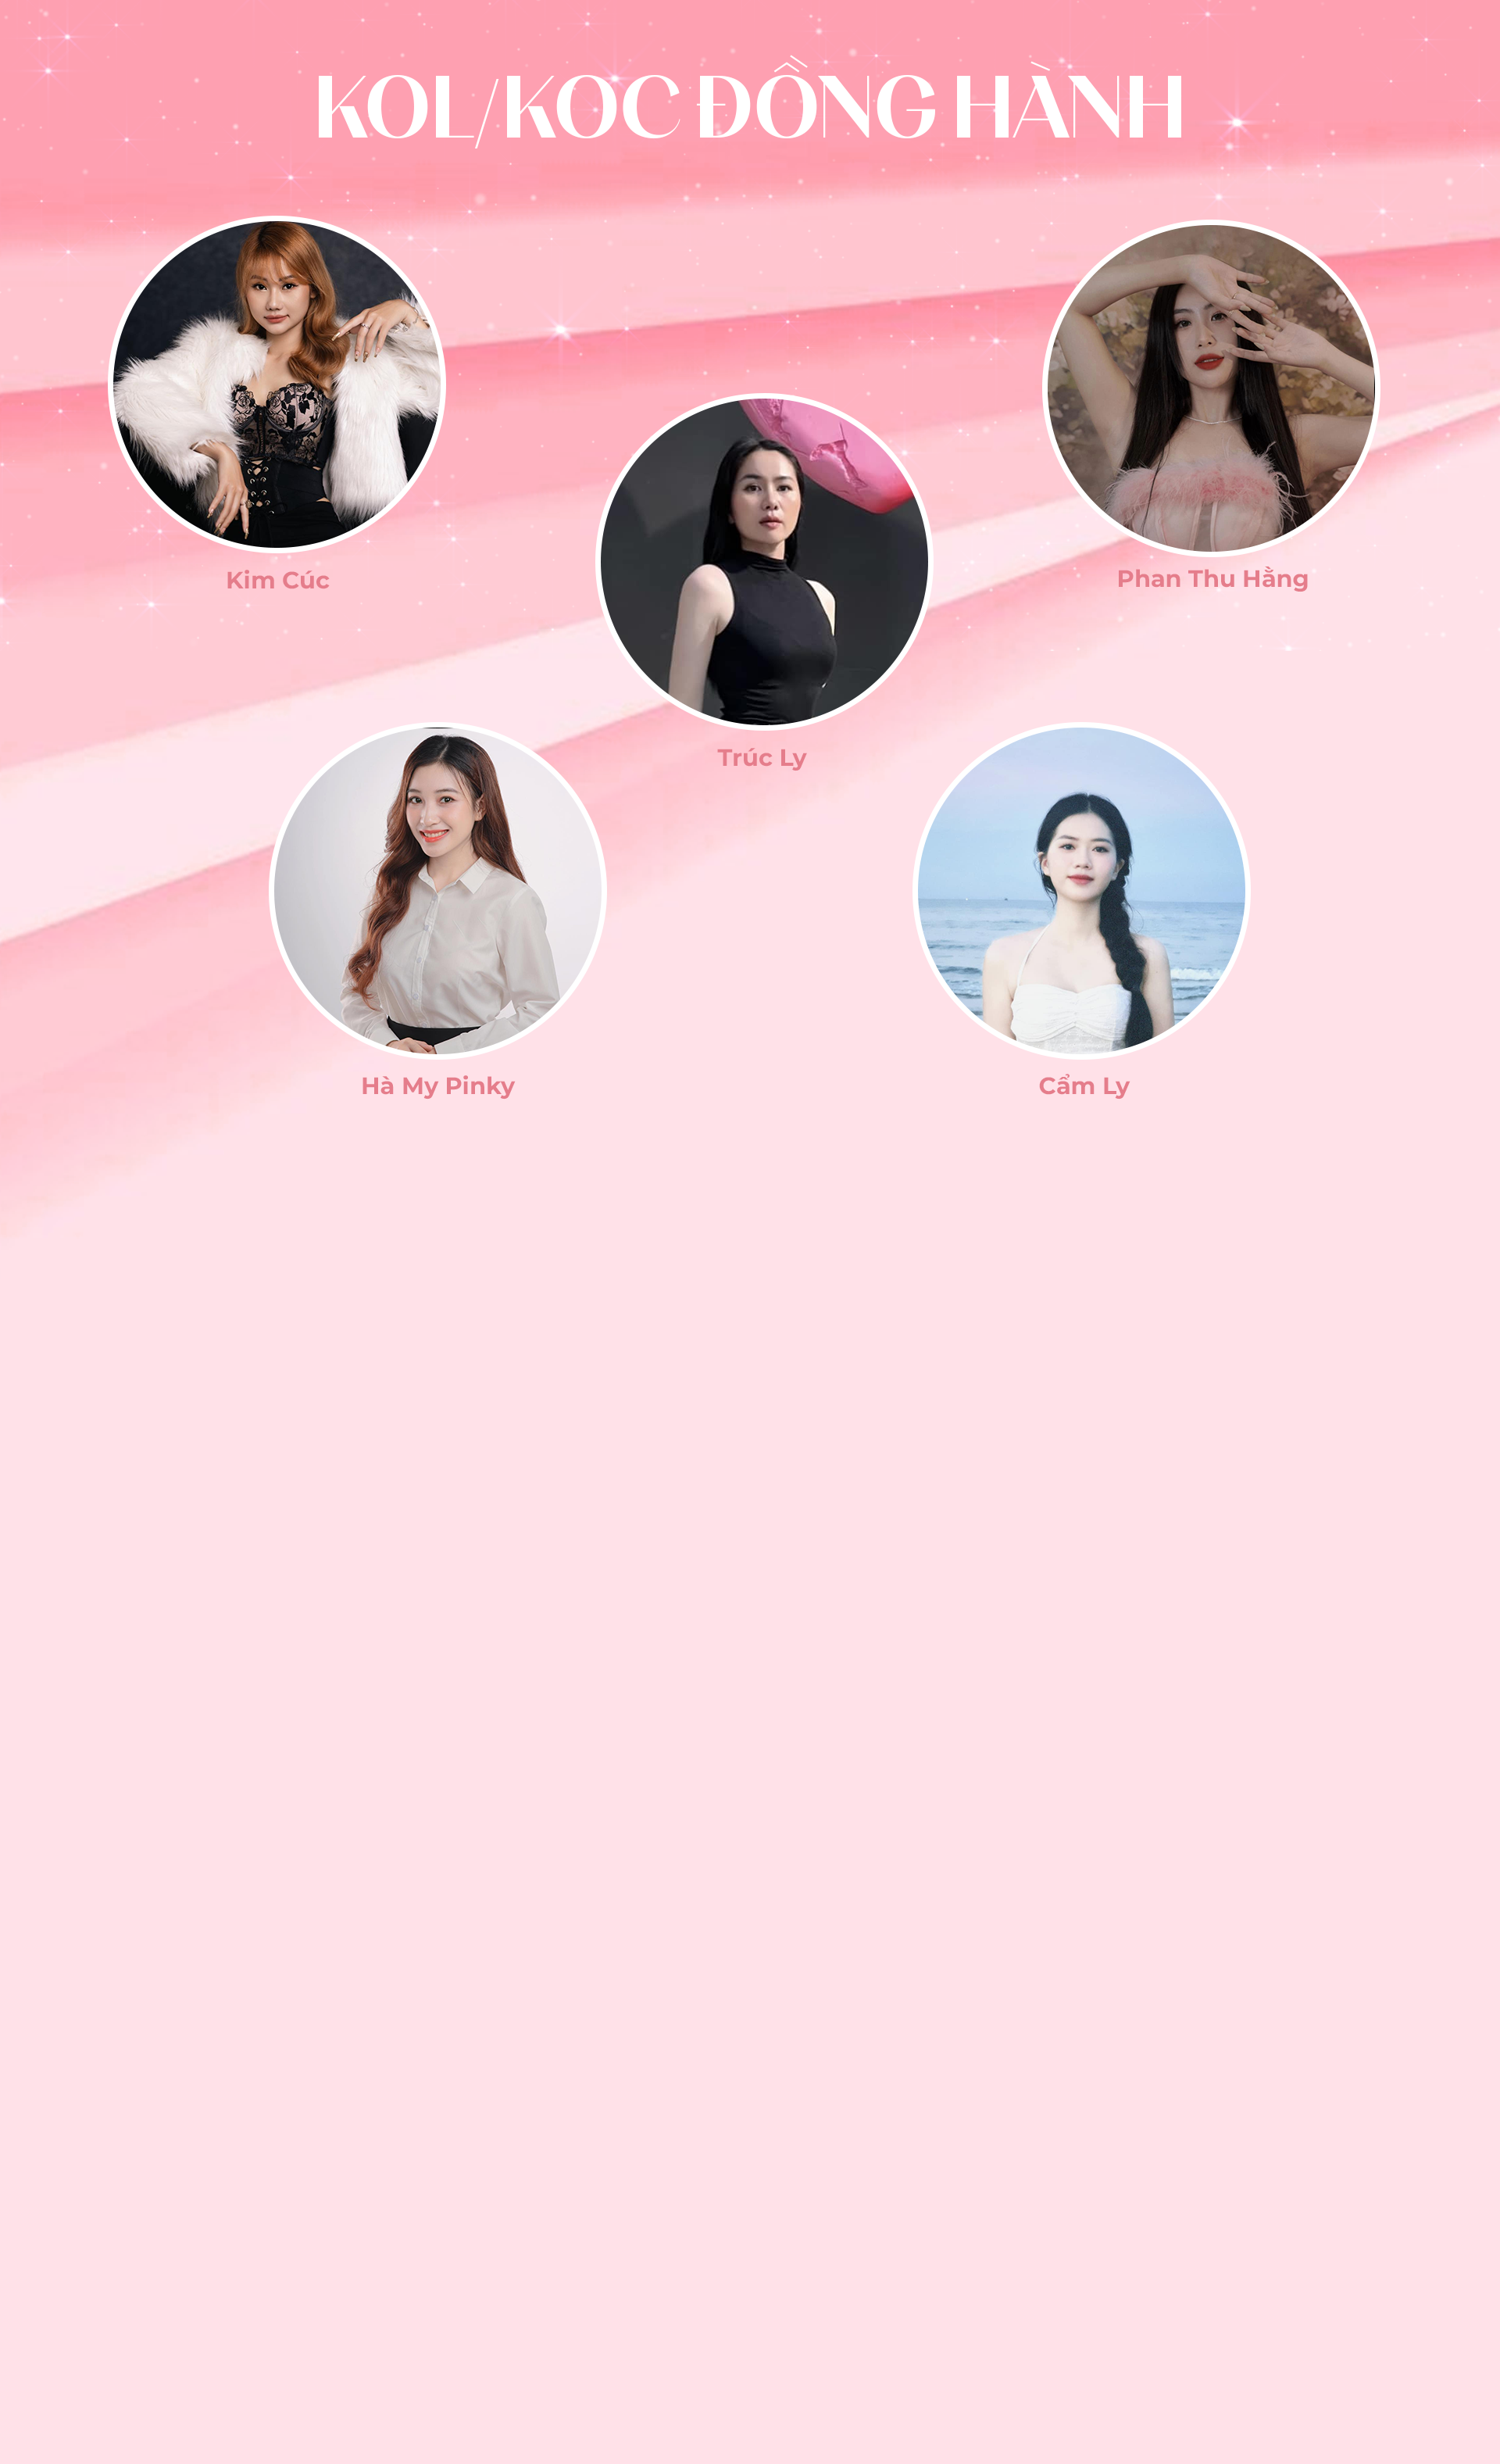 KOL/KOC ĐỒNG HÀNH
Kim Cúc
Phan Thu Hằng
Trúc Ly
Hà My Pinky
Cẩm Ly